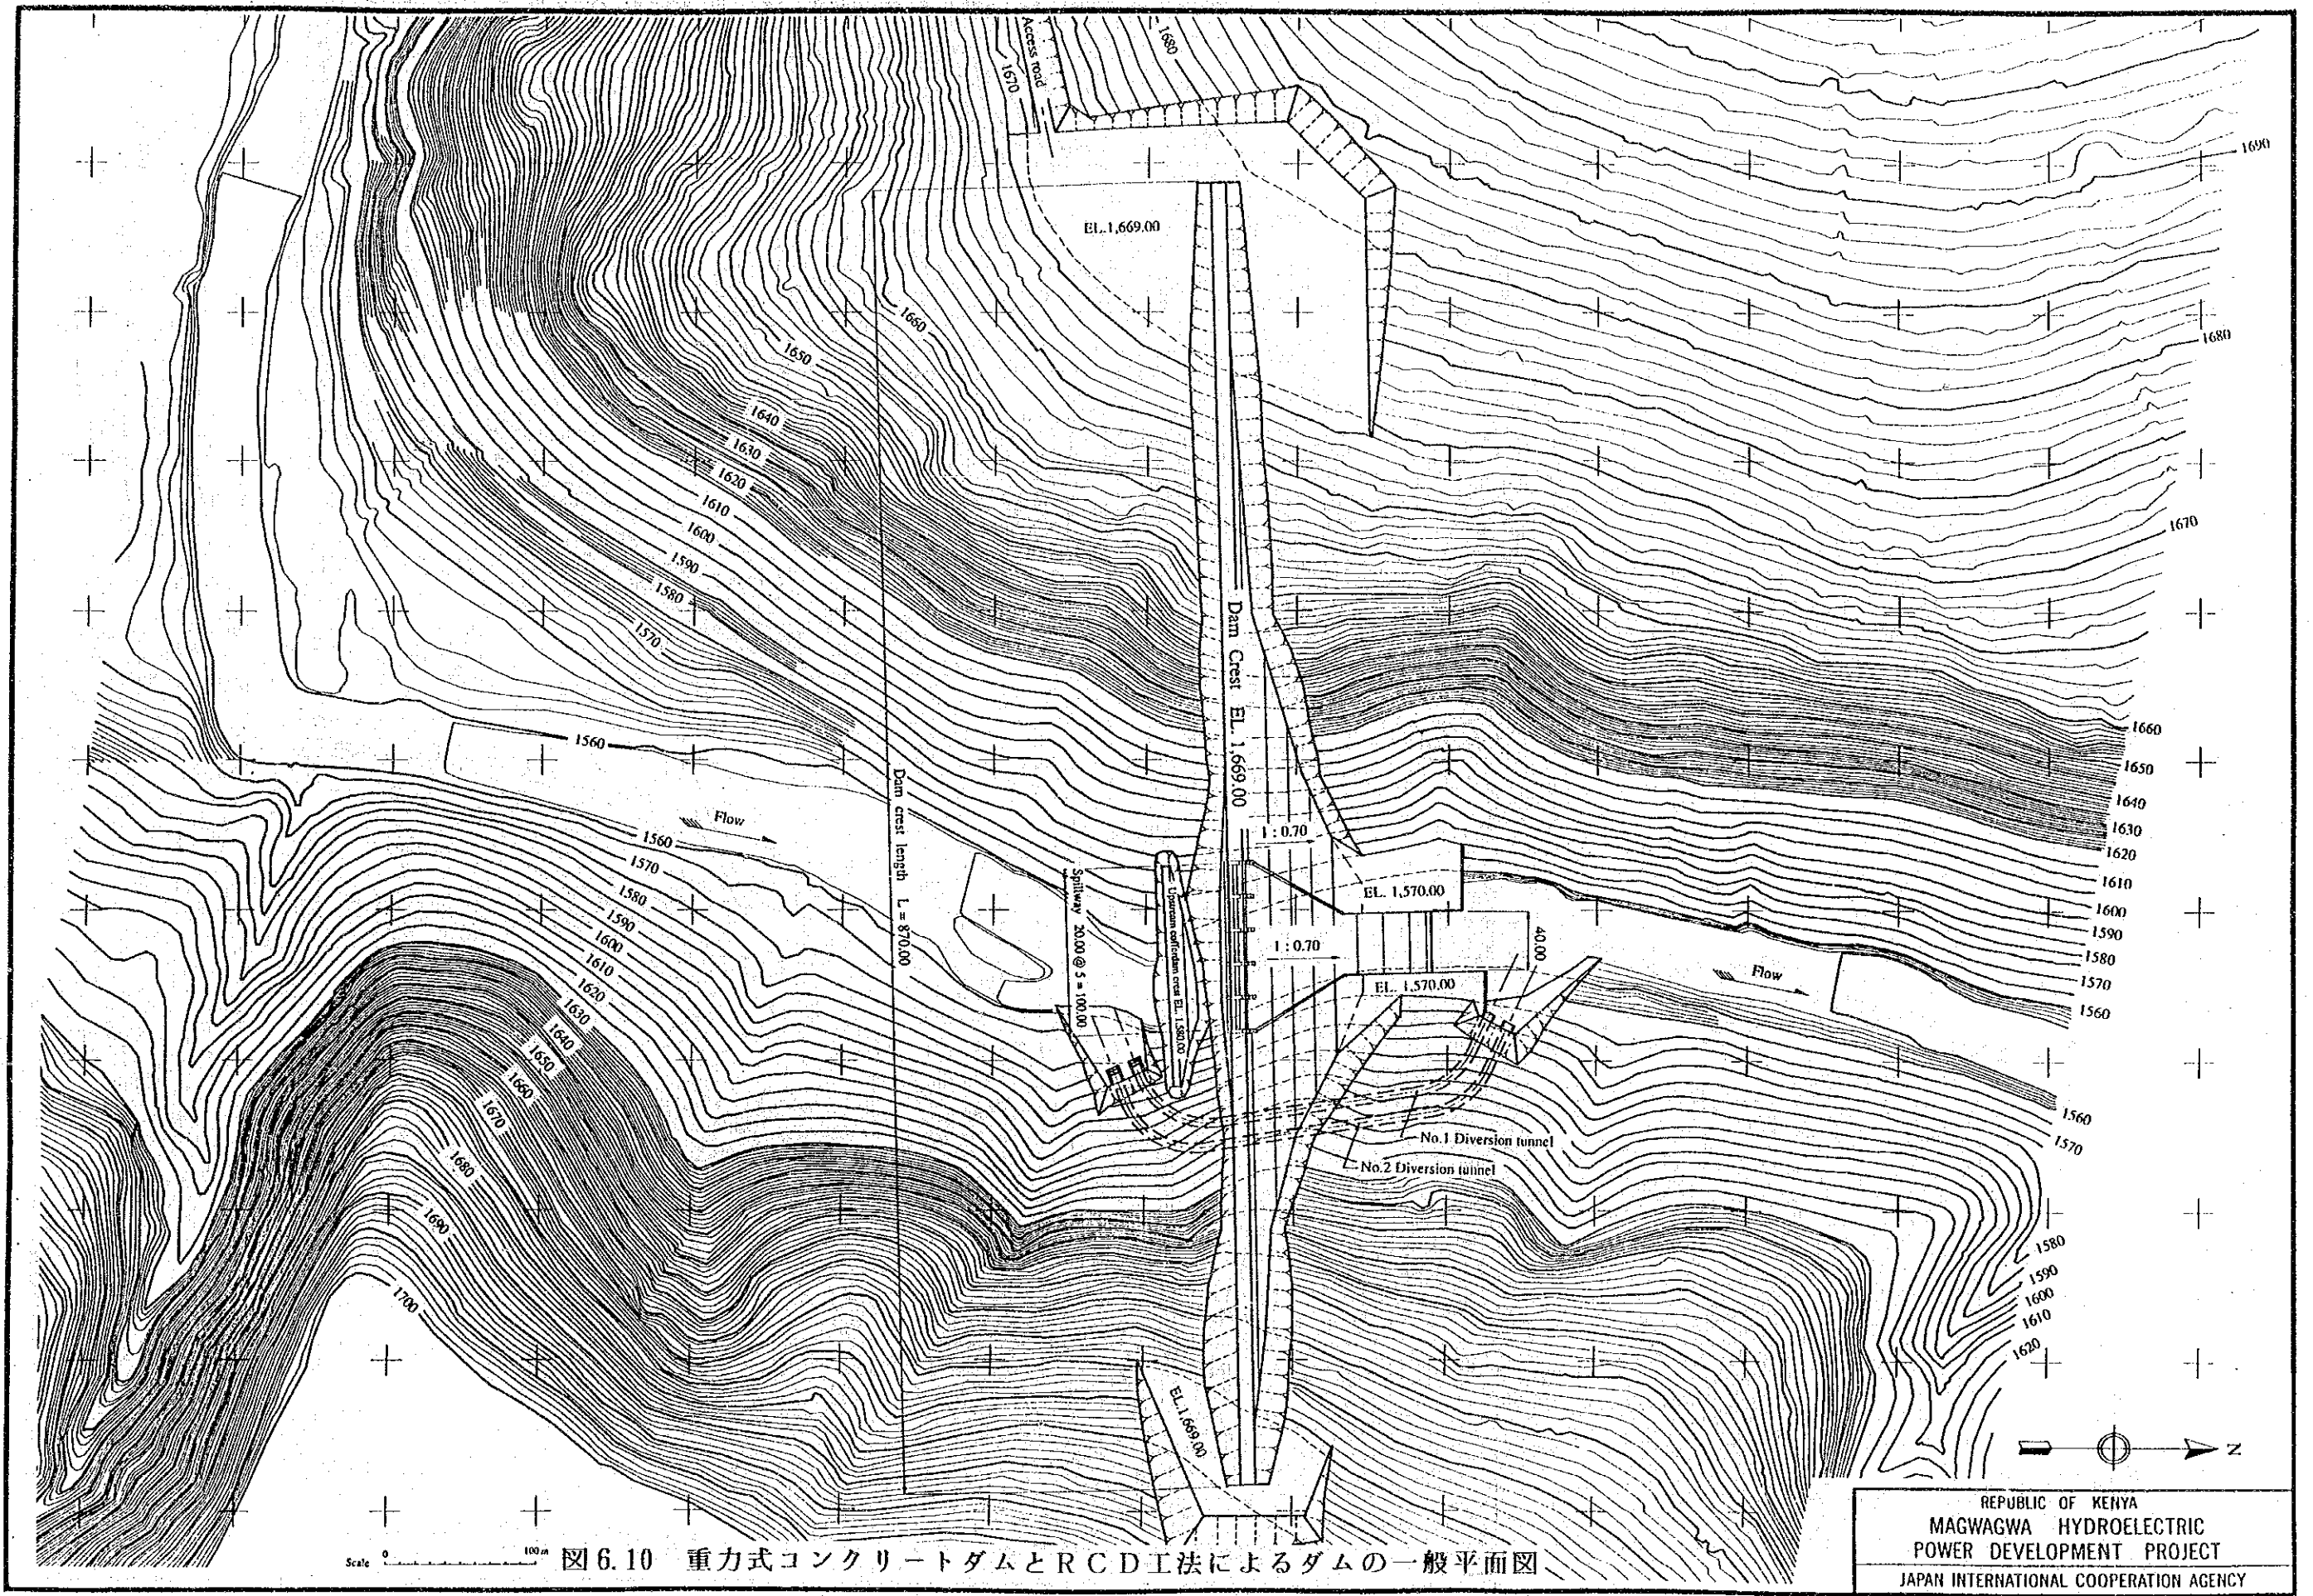 Access road
1670
1680
1690
EL.1,669.00
1660
1680
1650
1640
1630
1620
1610
1600
1590
1580
1570
1670
Dam Crest EL. 1,669.00
1560
1660
1650
1640
1630
1620
1610
1600
1590
1580
1570
1560
Flow
1560
1570
1580
1590
1600
1610
1620
1630
1640
1650
1660
1670
1680
1690
1700
Dam crest length L = 870.00
Spillway 20.00 @ 5 = 100.00
Upstream cofferdam crest EL. 1,580.00
1 : 0.70
1 : 0.70
EL. 1,570.00
EL. 1,570.00
40.00
Flow
No.1 Diversion tunnel
No.2 Diversion tunnel
1560
1570
1580
1590
1600
1610
1620
EL.1,669.00
N
Scale 0 100m
図 6.10 重力式コンクリートダムとRCD工法によるダムの一般平面図
REPUBLIC OF KENYA
MAGWAGWA HYDROELECTRIC
POWER DEVELOPMENT PROJECT
JAPAN INTERNATIONAL COOPERATION AGENCY